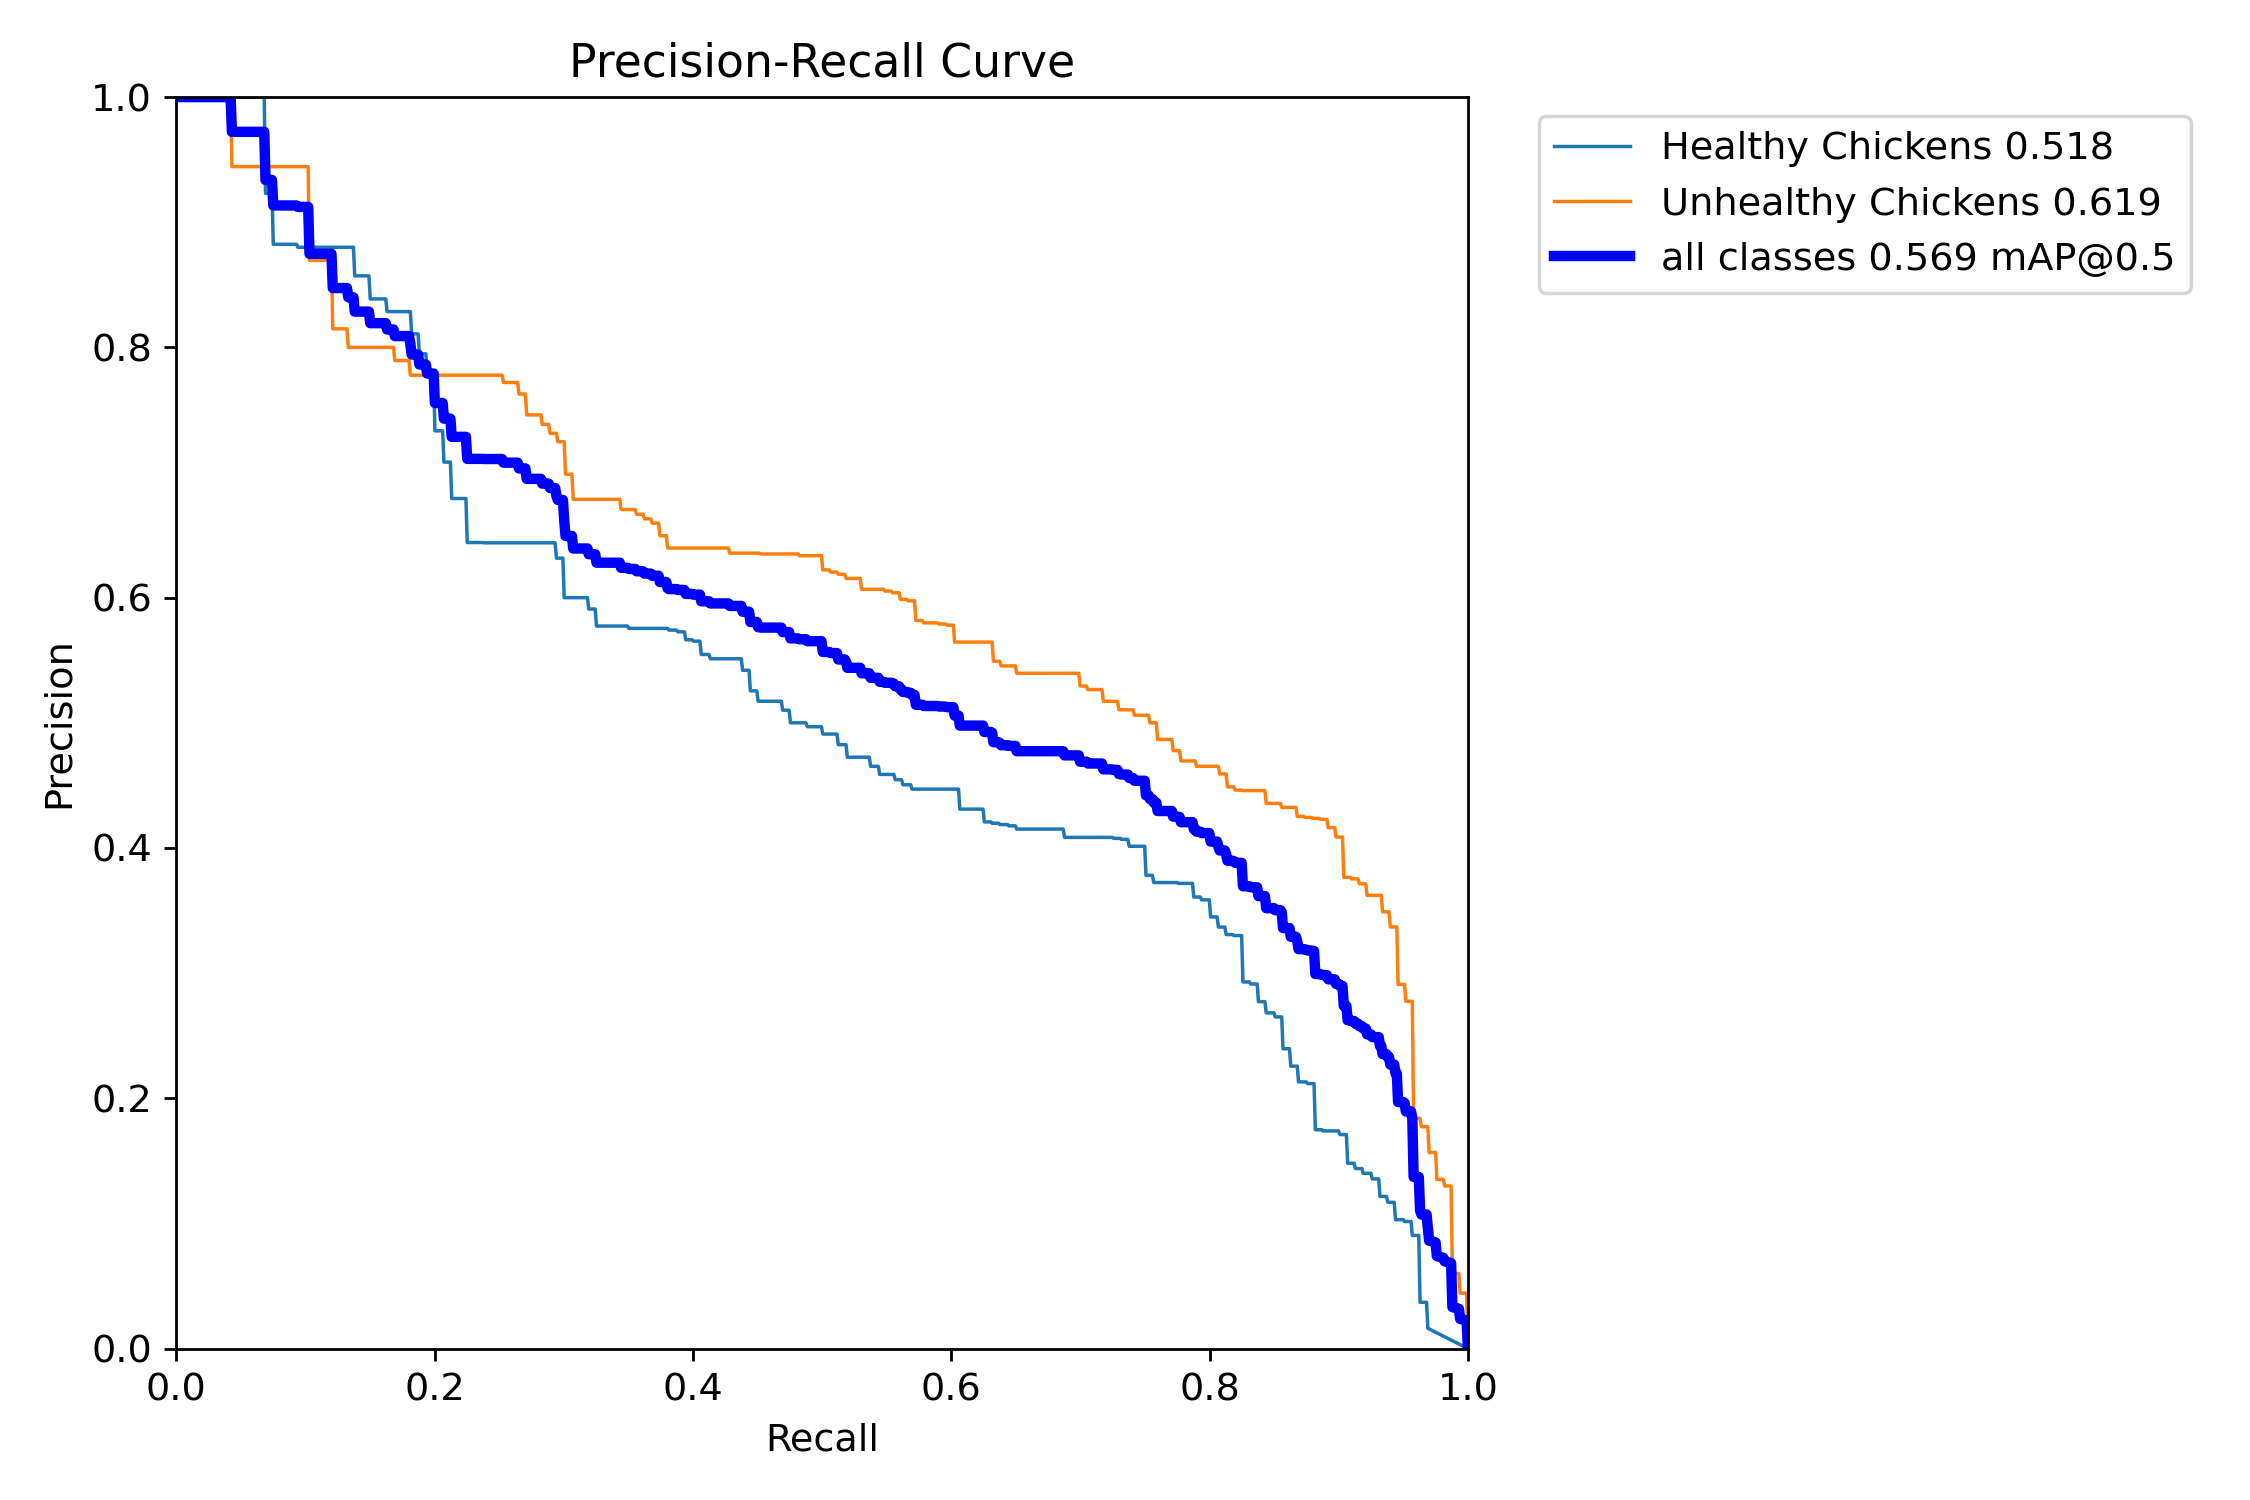 Precision-Recall Curve
1.0
0.8
0.6
0.4
0.2
0.0
Precision
0.0 0.2 0.4 0.6 0.8 1.0
Recall
Healthy Chickens 0.518
Unhealthy Chickens 0.619
all classes 0.569 mAP@0.5